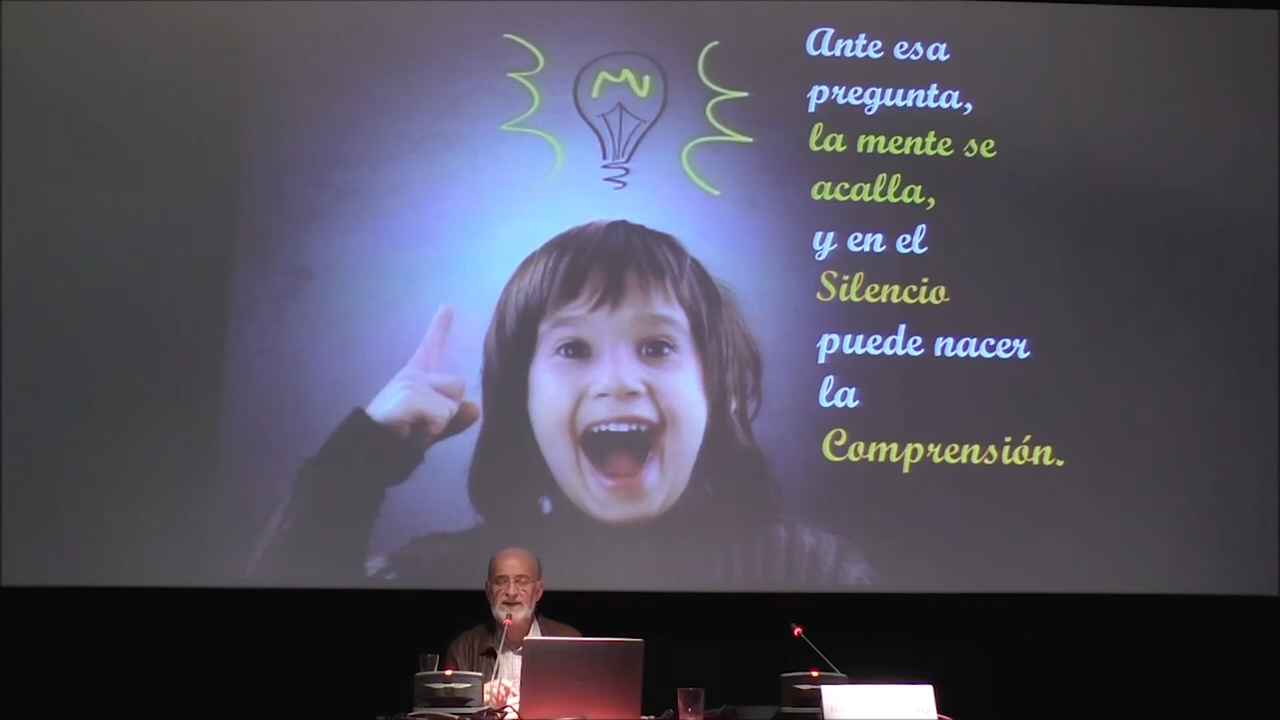 Ante esa
pregunta,
la mente se
acalla,
y en el
Silencio
puede nacer
la
Comprensión.